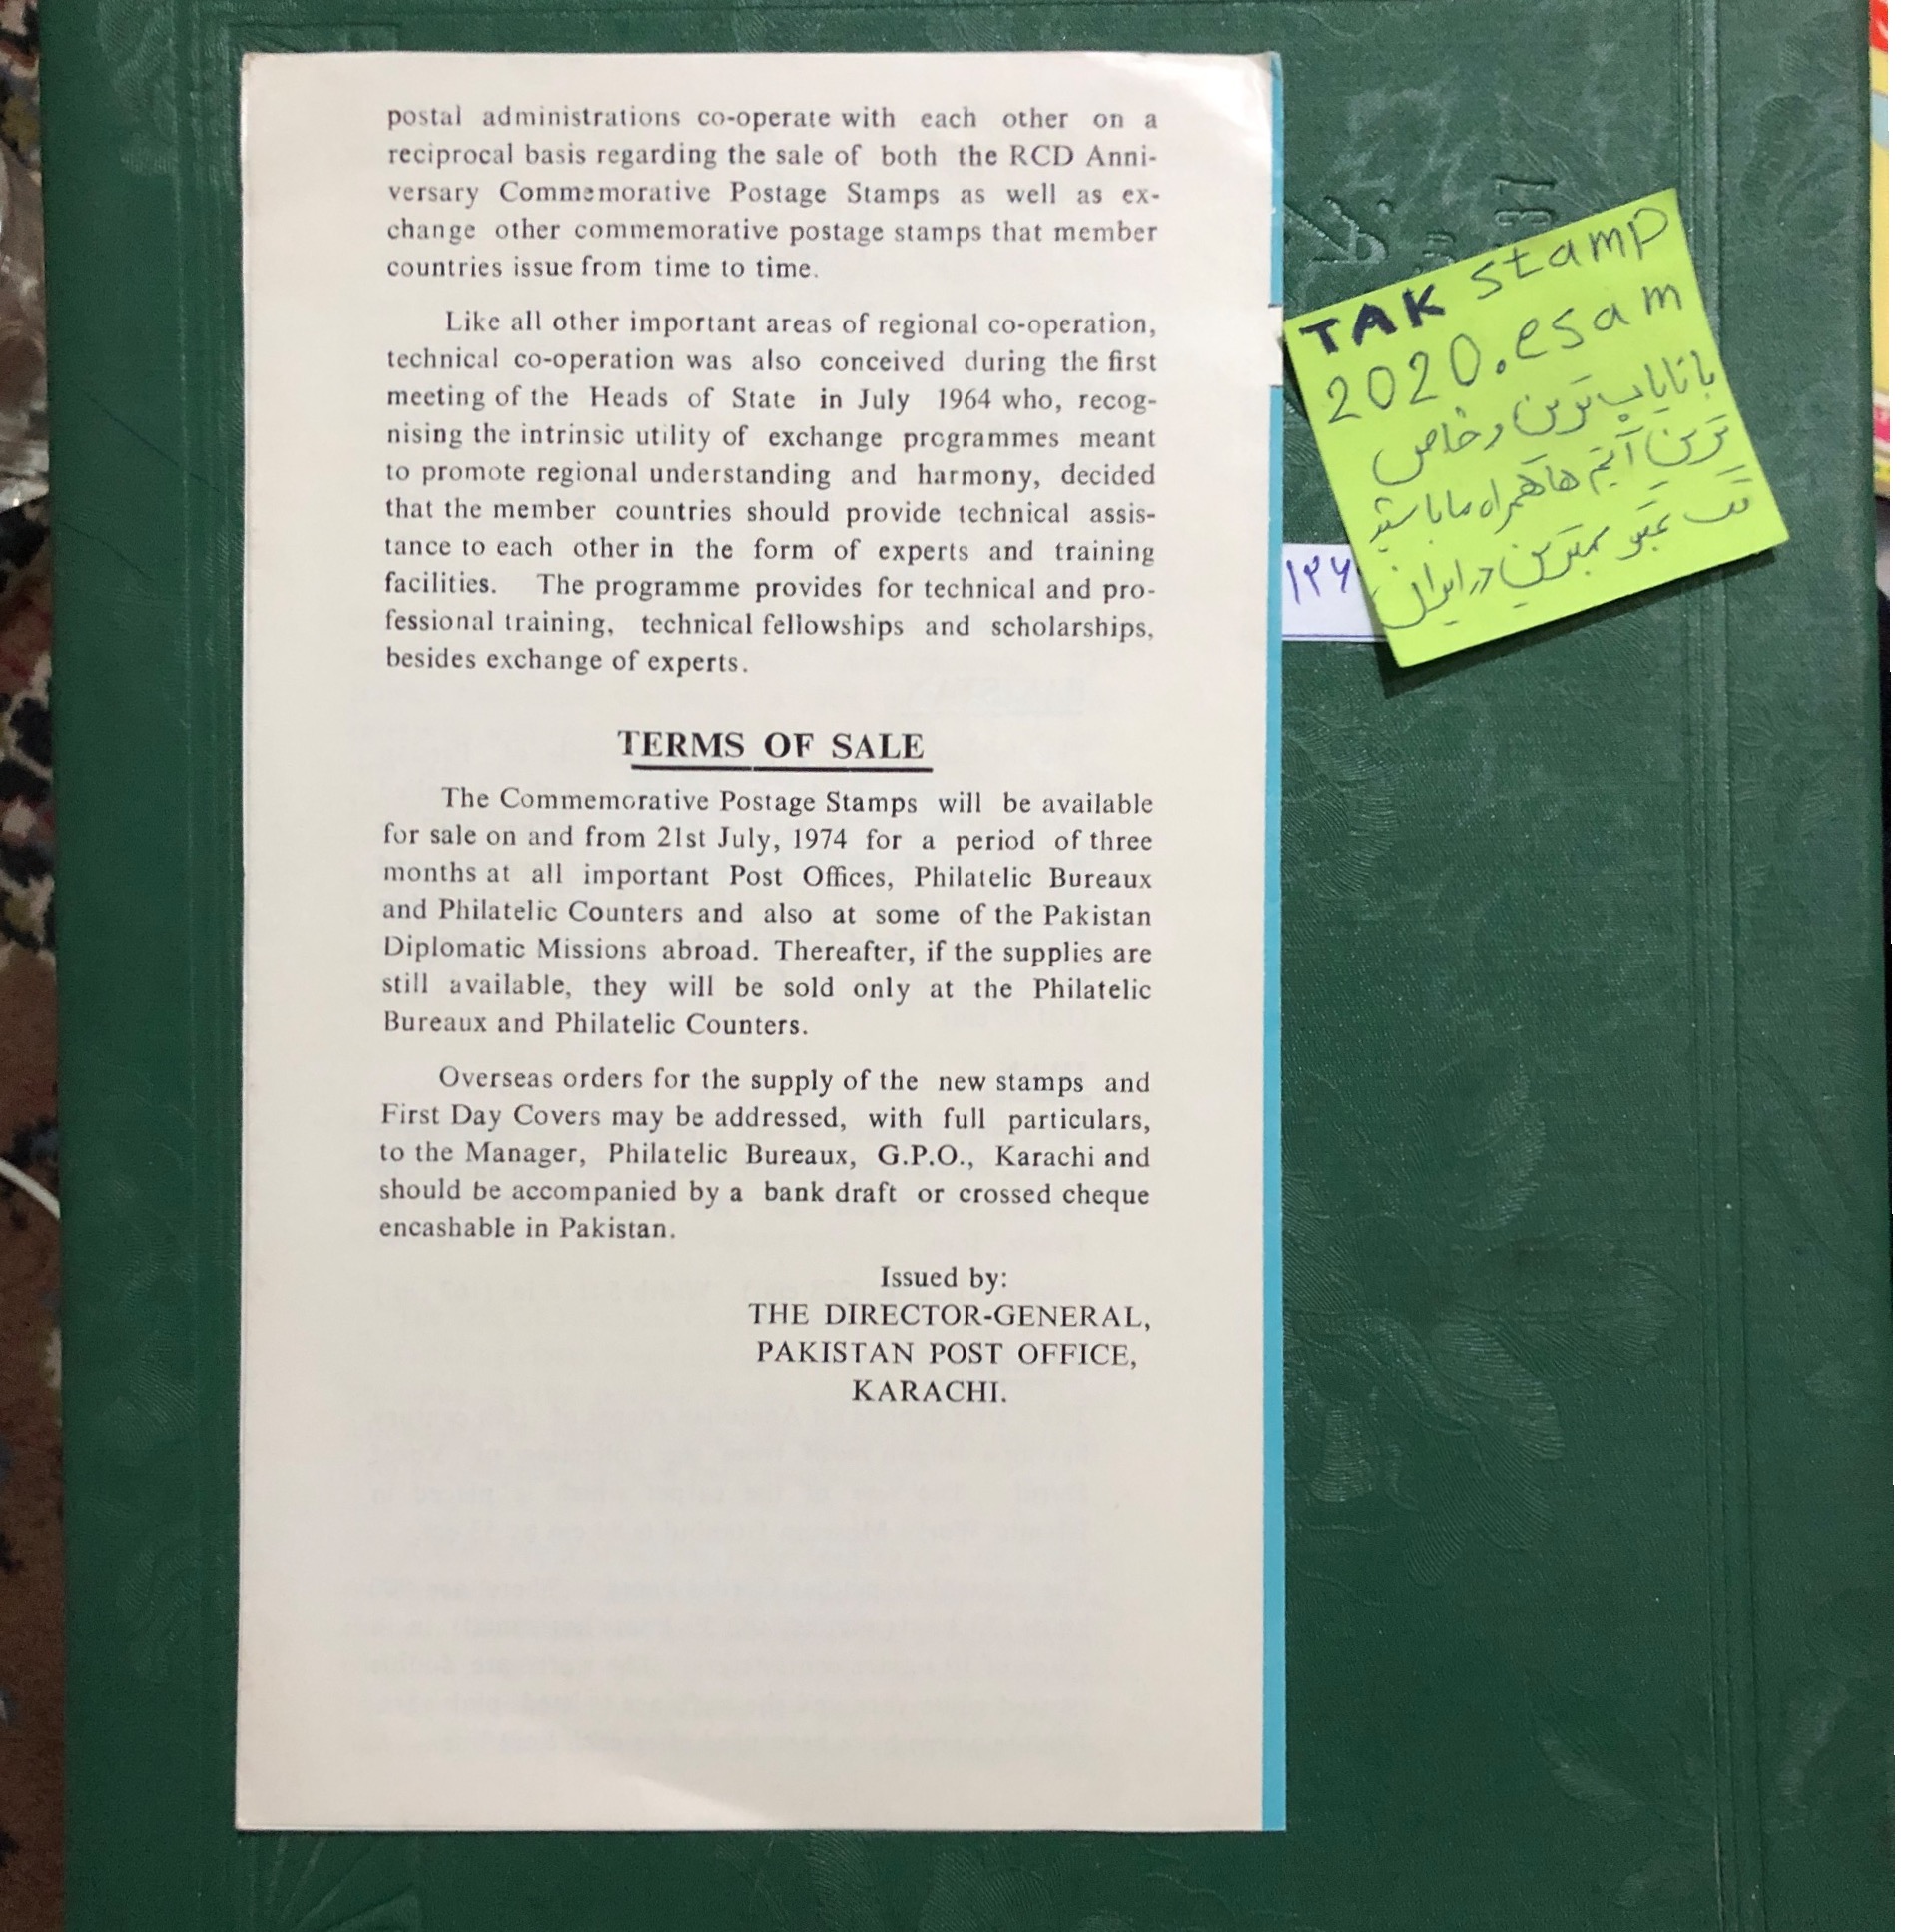 postal administrations co-operate with each other on a
reciprocal basis regarding the sale of both the RCD Anni-
versary Commemorative Postage Stamps as well as ex-
change other commemorative postage stamps that member
countries issue from time to time.
Like all other important areas of regional co-operation,
technical co-operation was also conceived during the first
meeting of the Heads of State in July 1964 who, recog-
nising the intrinsic utility of exchange prcgrammes meant
to promote regional understanding and harmony, decided
that the member countries should provide technical assis-
tance to each other in the form of experts and training
facilities. The programme provides for technical and pro-
fessional training, technical fellowships and scholarships,
besides exchange of experts.
TERMS OF SALE
The Commemorative Postage Stamps will be available
for sale on and from 21st July, 1974 for a period of three
months at all important Post Offices, Philatelic Bureaux
and Philatelic Counters and also at some of the Pakistan
Diplomatic Missions abroad. Thereafter, if the supplies are
still available, they will be sold only at the Philatelic
Bureaux and Philatelic Counters.
Overseas orders for the supply of the new stamps and
First Day Covers may be addressed, with full particulars,
to the Manager, Philatelic Bureaux, G.P.O., Karachi and
should be accompanied by a bank draft or crossed cheque
encashable in Pakistan.
Issued by:
THE DIRECTOR-GENERAL,
PAKISTAN POST OFFICE,
KARACHI.
TAK stamp
2020.esam
با نایاب ترین و خاص
ترین آیتم ها همراه ما باشید
تک تمبر بهترین در ایران
۱۳۶